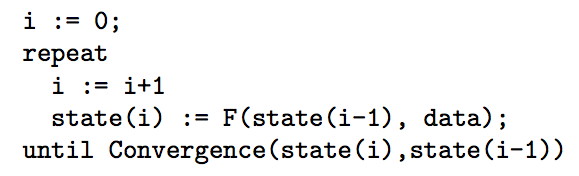 i := 0;
repeat
i := i+1
state(i) := F(state(i-1), data);
until Convergence(state(i),state(i-1))